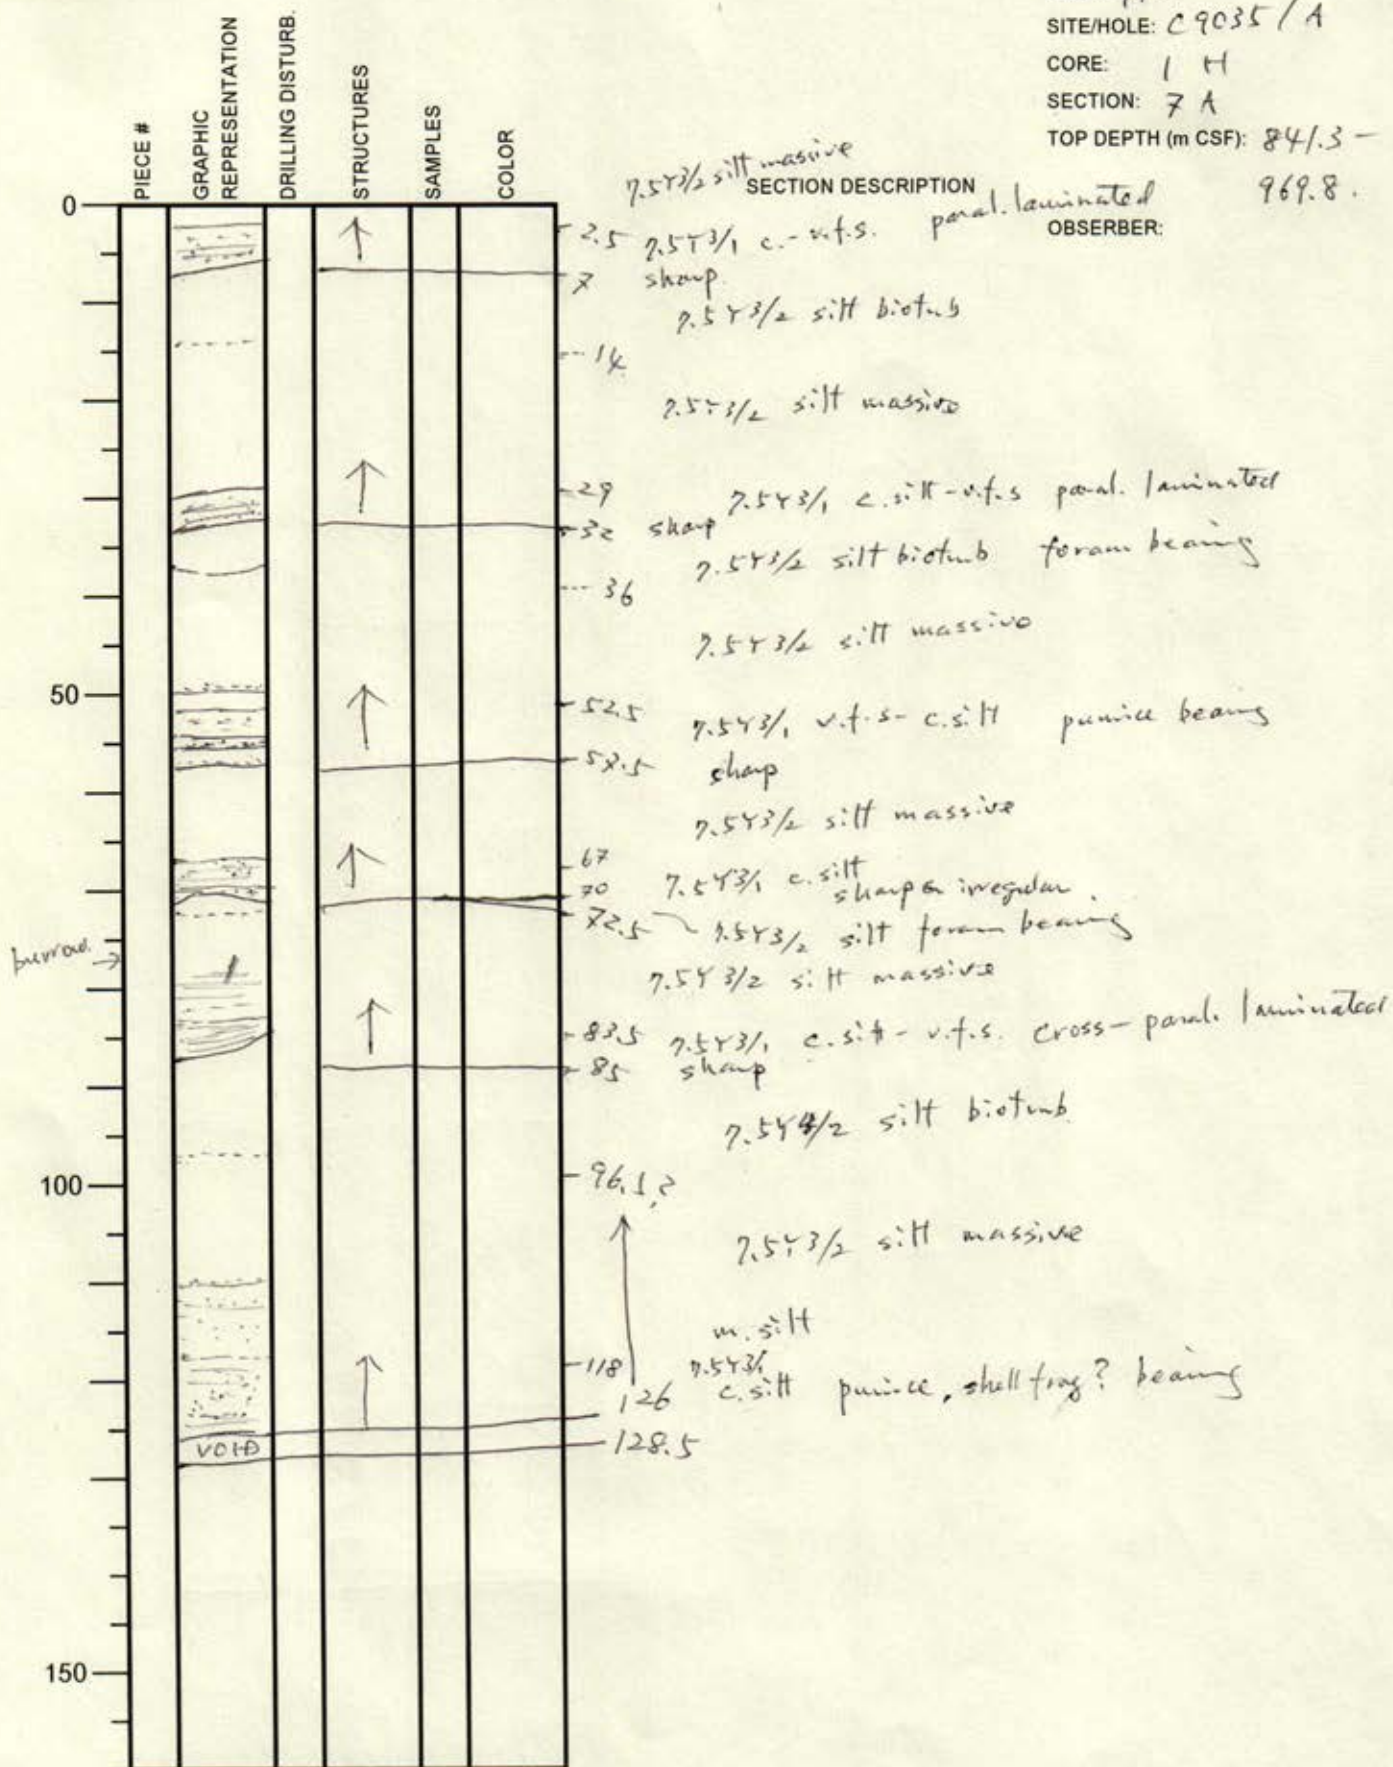 SITE/HOLE: C9035 / A
CORE: 1 H
SECTION: 7 A
TOP DEPTH (m CSF): 841.3 -
969.8.
PIECE #
GRAPHIC REPRESENTATION
DRILLING DISTURB.
STRUCTURES
SAMPLES
COLOR
SECTION DESCRIPTION
OBSERBER:
0
7.5Y3/2 silt massive
2.5 7.5Y3/1 c.-v.f.s. paral. laminated
7 sharp
7.5Y3/2 silt bioturb
14
7.5Y3/2 silt massive
29 7.5Y3/1 c.silt-v.f.s paral. laminated
32 sharp
7.5Y3/2 silt bioturb foram bearing
36
7.5Y3/2 silt massive
50
52.5 7.5Y3/1 v.f.s-c.silt pumice bearing
57.5 sharp
7.5Y3/2 silt massive
67 7.5Y3/1 c.silt
70 sharp & irregular
72.5 7.5Y3/2 silt foram bearing
burrow
7.5Y3/2 silt massive
83.5 7.5Y3/1 c.silt-v.f.s. cross-paral. laminated
85 sharp
7.5Y4/2 silt bioturb
100
96.5?
7.5Y3/2 silt massive
m. silt
118 7.5Y3/1
c.silt pumice, shell frag? bearing
126
VOID
128.5
150